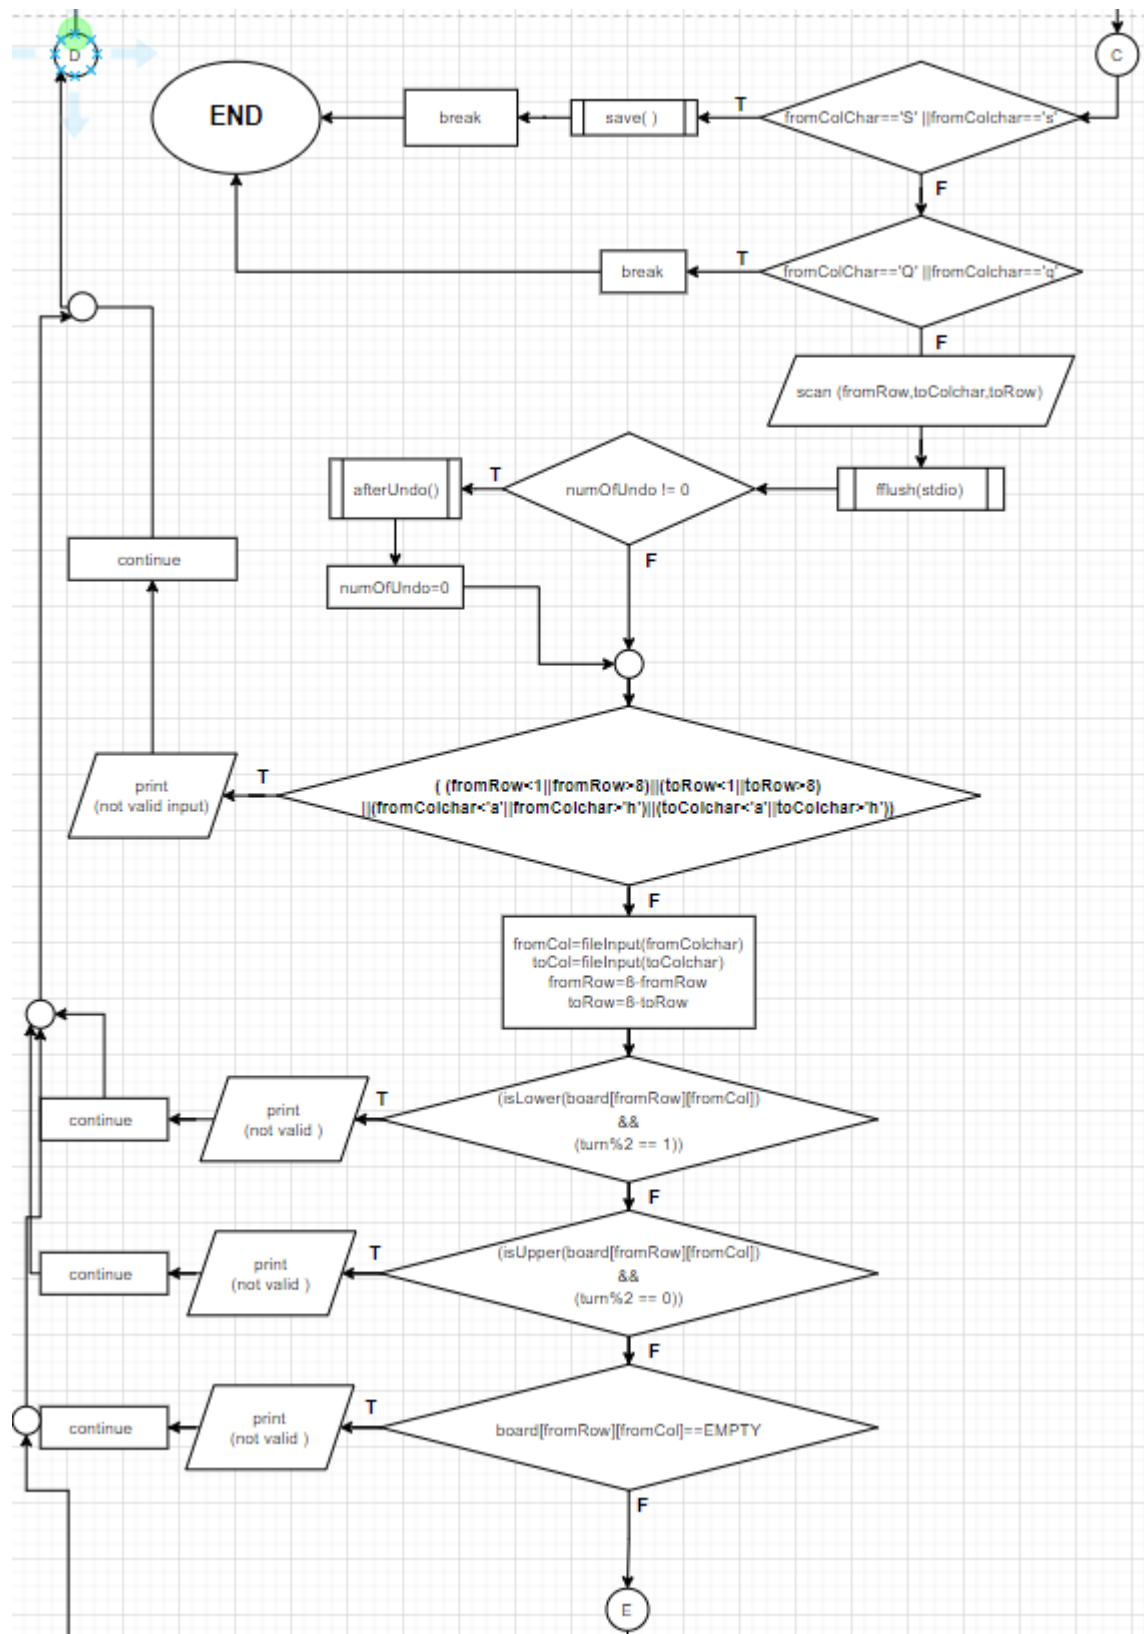 D
C
END
break
save( )
T
fromColChar=='S' ||fromColchar=='s'
F
break
T
fromColChar=='Q' ||fromColchar=='q'
F
scan (fromRow,toColchar,toRow)
afterUndo()
T
numOfUndo != 0
fflush(stdio)
continue
numOfUndo=0
F
print
(not valid input)
T
( (fromRow<1||fromRow>8)||(toRow<1||toRow>8)
||(fromColchar<'a'||fromColchar>'h')||(toColchar<'a'||toColchar>'h'))
F
fromCol=fileInput(fromColchar)
toCol=fileInput(toColchar)
fromRow=8-fromRow
toRow=8-toRow
continue
print
(not valid )
T
(isLower(board[fromRow][fromCol])
&&
(turn%2 == 1))
F
continue
print
(not valid )
T
(isUpper(board[fromRow][fromCol])
&&
(turn%2 == 0))
F
continue
print
(not valid )
T
board[fromRow][fromCol]==EMPTY
F
E